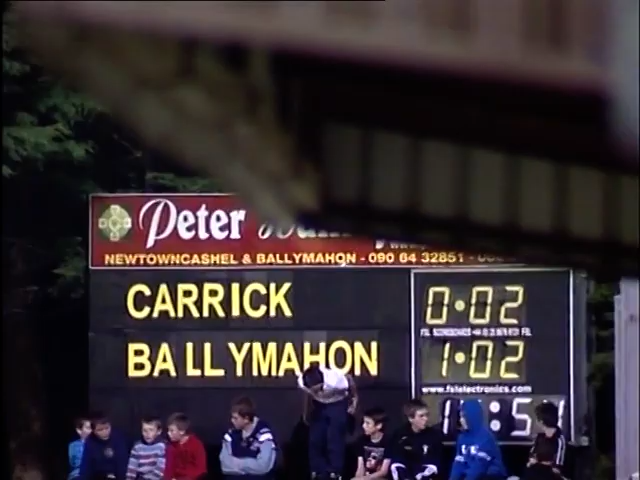 Peter
NEWTOWNCASHEL & BALLYMAHON - 090 64 32851 -
CARRICK 0·02
BALLYMAHON 1·02
www.fslelectronics.com